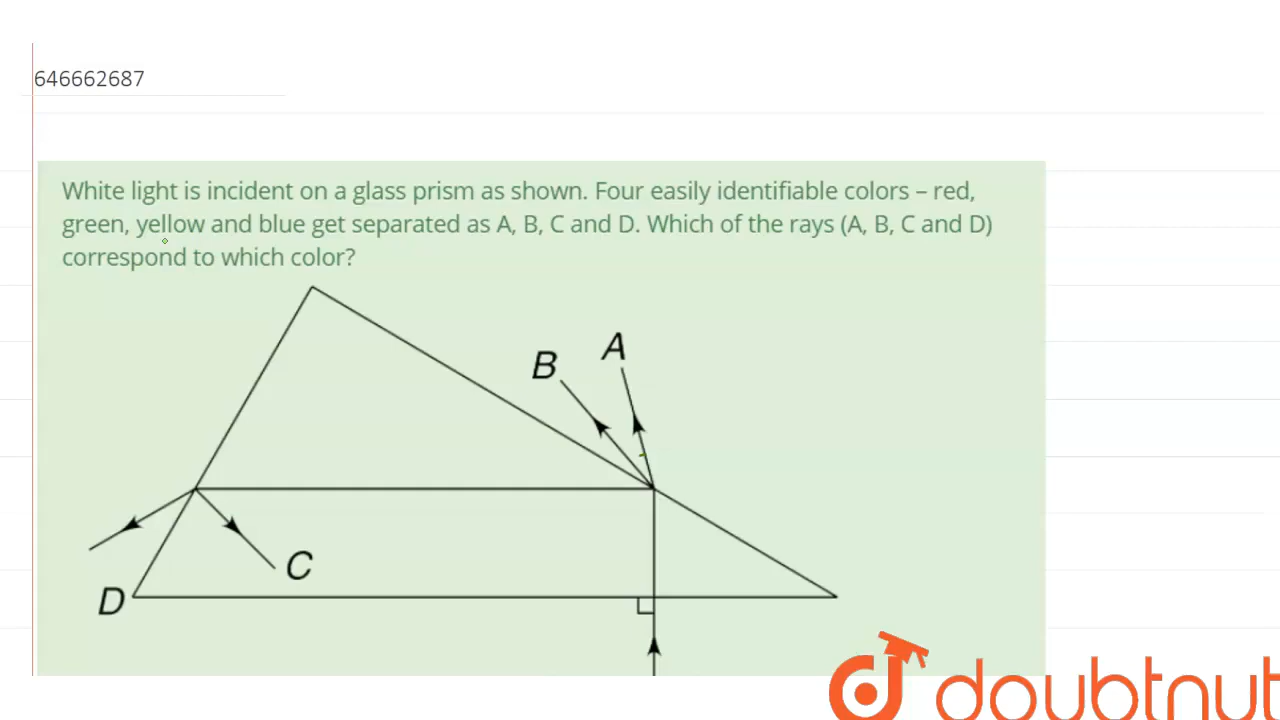 646662687
White light is incident on a glass prism as shown. Four easily identifiable colors – red,
green, yellow and blue get separated as A, B, C and D. Which of the rays (A, B, C and D)
correspond to which color?
A
B
C
D
doubtnut